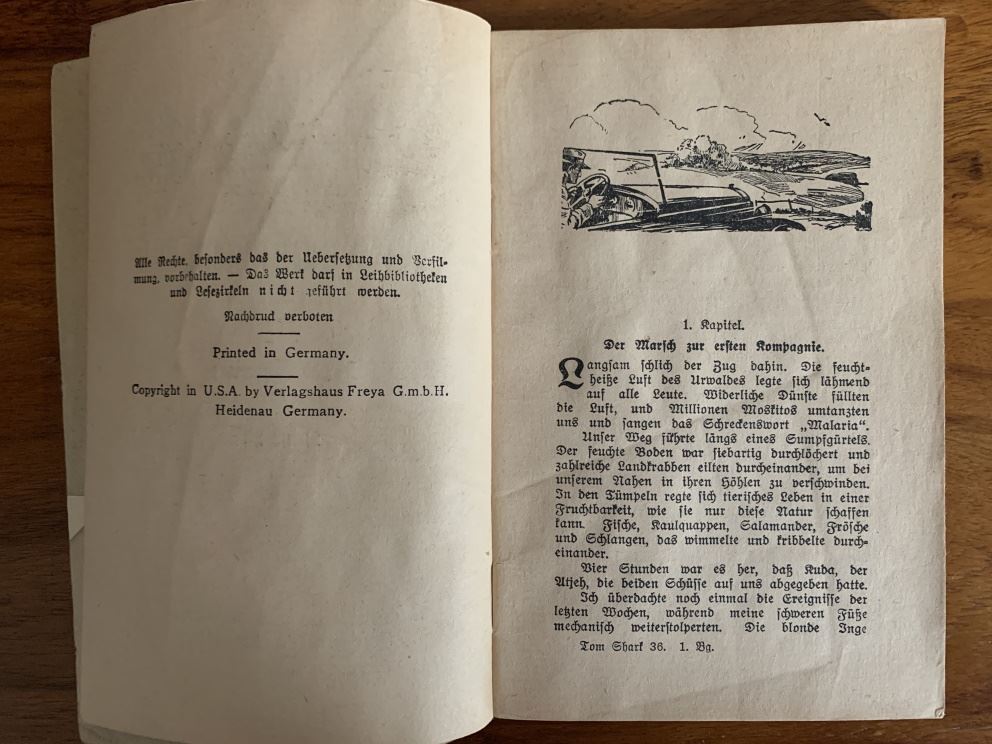 Alle Rechte, besonders das der Uebersetzung und Verfil-
mung, vorbehalten. — Das Werk darf in Leihbibliotheken
und Lesezirkeln nicht geführt werden.
Nachdruck verboten
Printed in Germany.
Copyright in U.S.A. by Verlagshaus Freya G.m.b.H.
Heidenau Germany.
1. Kapitel.
Der Marsch zur ersten Kompagnie.
Langsam schlich der Zug dahin. Die feucht-
heiße Luft des Urwaldes legte sich lähmend
auf alle Leute. Widerliche Dünste füllten
die Luft, und Millionen Moskitos umtanzten
uns und sangen das Schreckenswort „Malaria“.
Unser Weg führte längs eines Sumpfgürtels.
Der feuchte Boden war siebartig durchlöchert und
zahlreiche Landkrabben eilten durcheinander, um bei
unserem Nahen in ihren Höhlen zu verschwinden.
In den Tümpeln regte sich tierisches Leben in einer
Fruchtbarkeit, wie sie nur diese Natur schaffen
kann. Fische, Kaulquappen, Salamander, Frösche
und Schlangen, das wimmelte und kribbelte durch-
einander.
Vier Stunden war es her, daß Kuba, der
Atjeh, die beiden Schüsse auf uns abgegeben hatte.
Ich überdachte noch einmal die Ereignisse der
letzten Wochen, während meine schweren Füße
mechanisch weiterstolperten. Die blonde Inge
Tom Shark 36. 1. Bg.